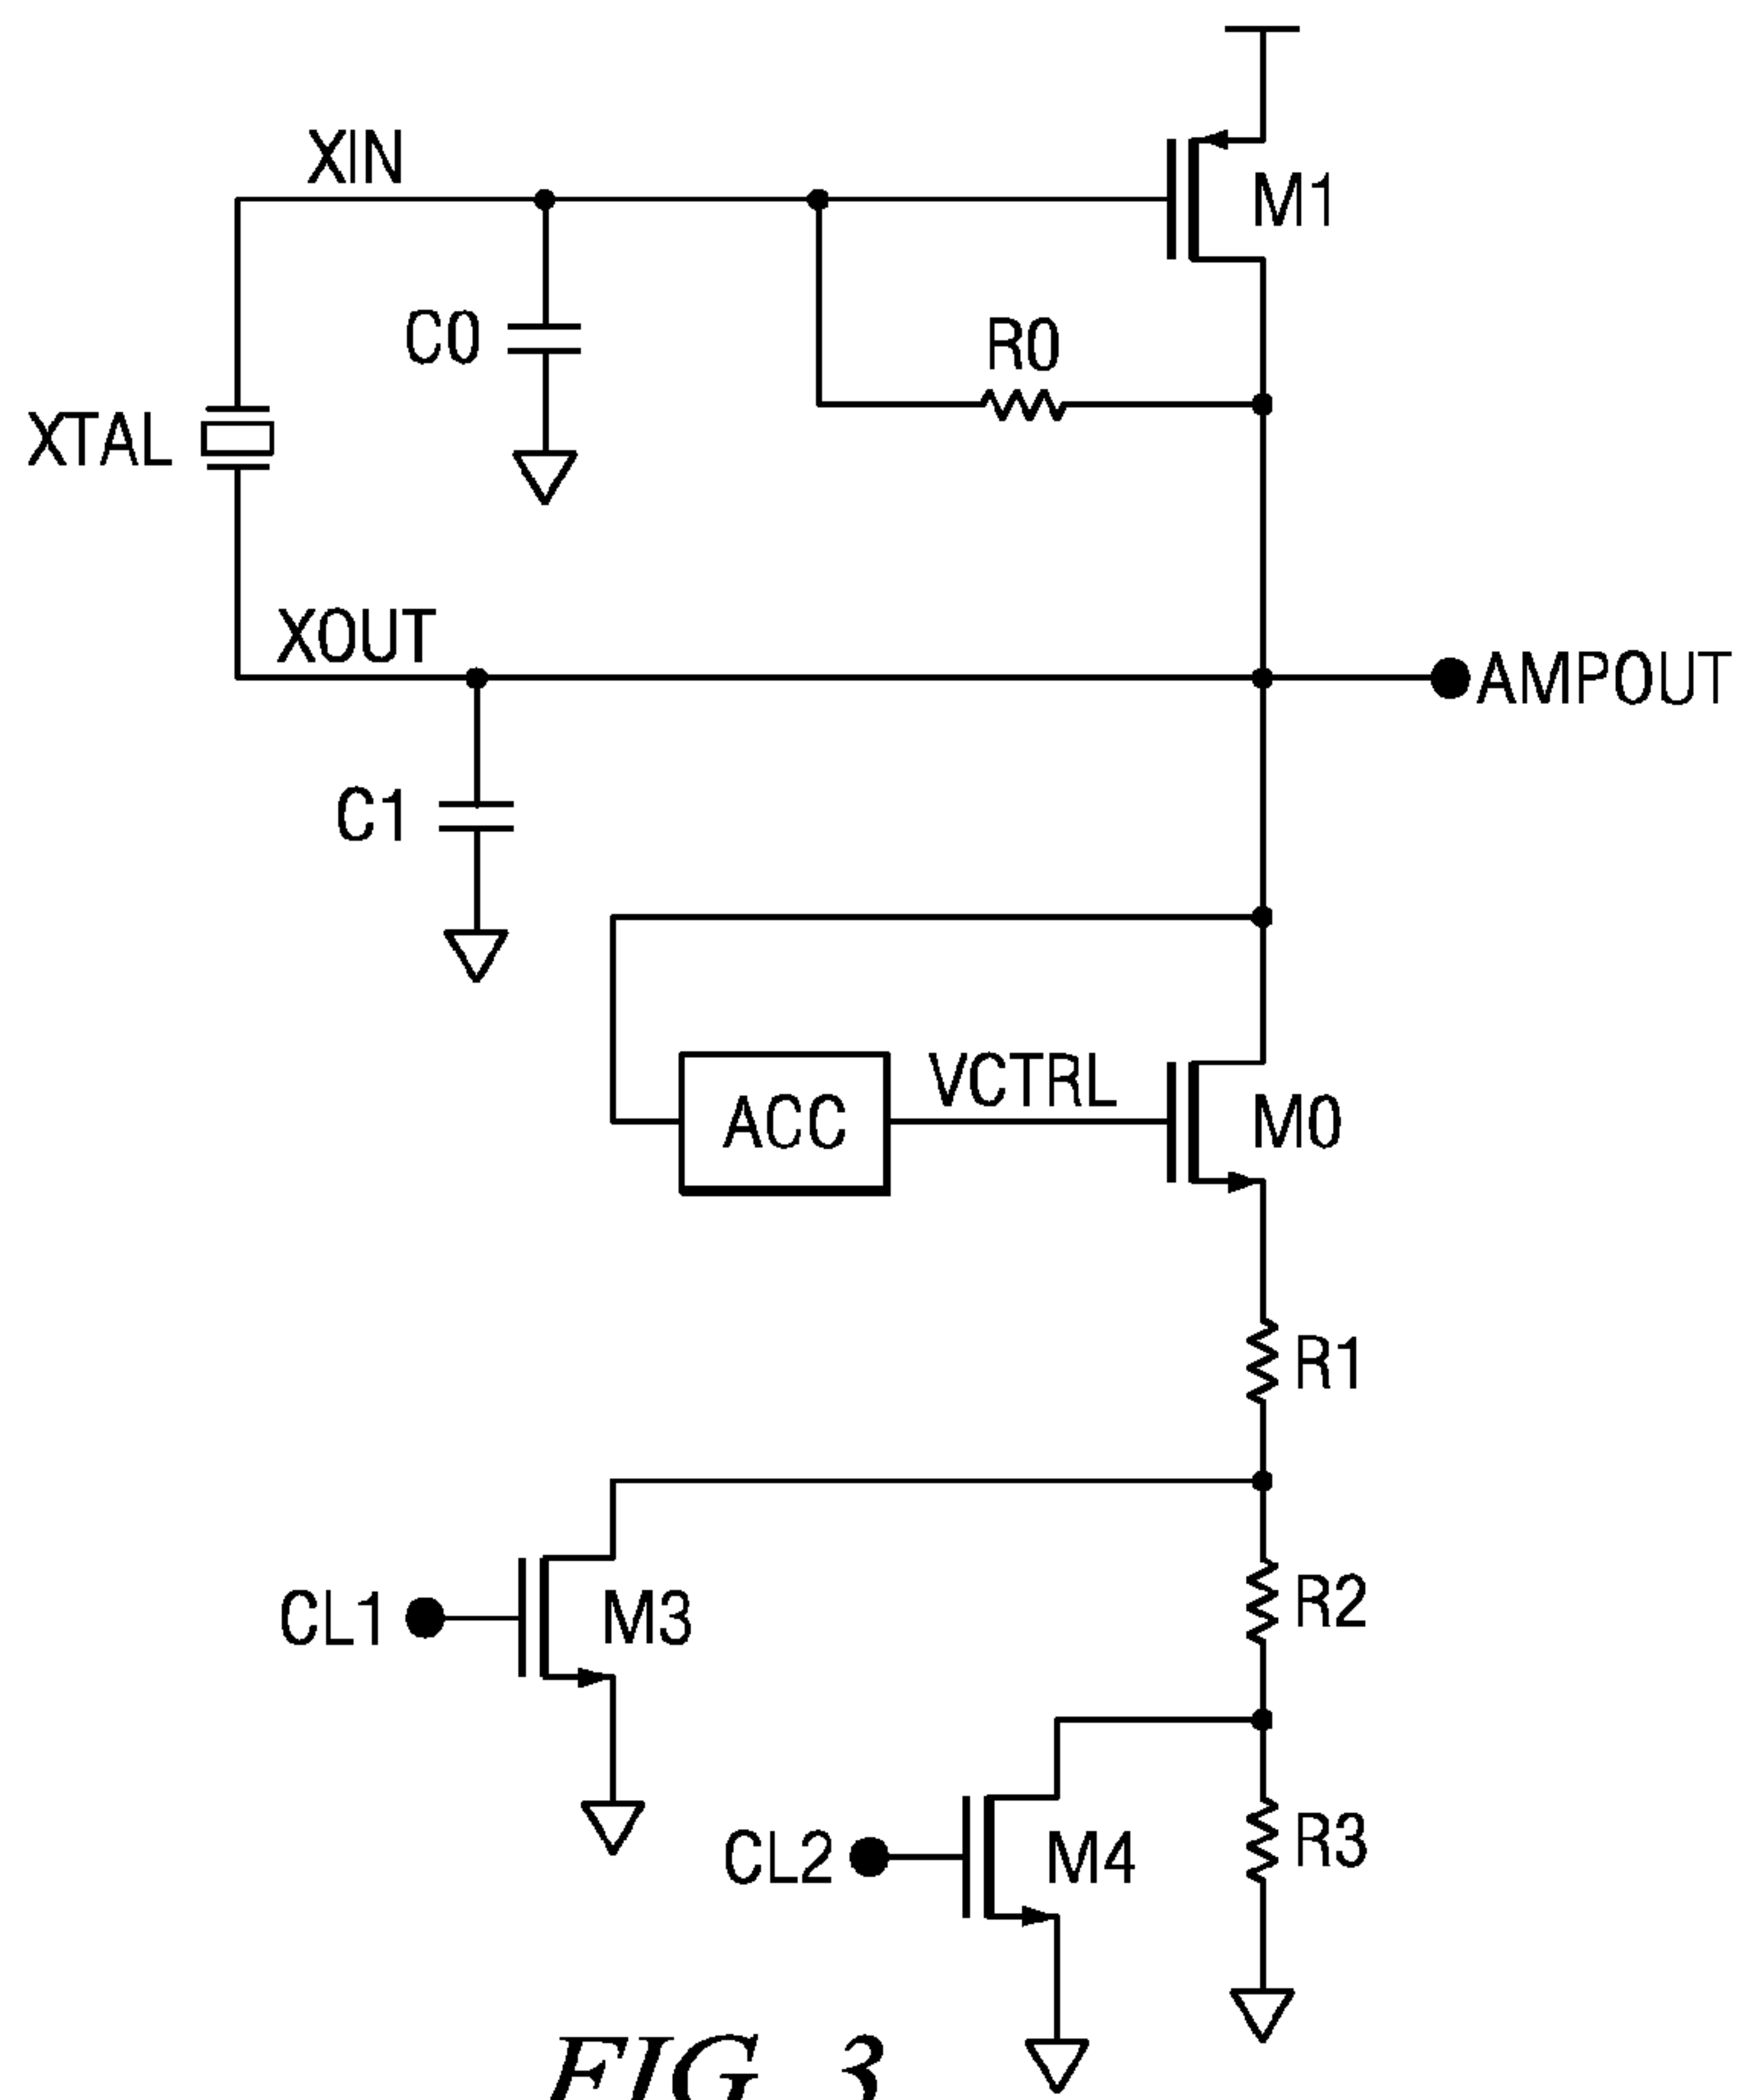 XIN
M1
C0
R0
XTAL
XOUT
AMPOUT
C1
VCTRL
ACC
M0
R1
CL1
M3
R2
CL2
M4
R3
FIG. 3